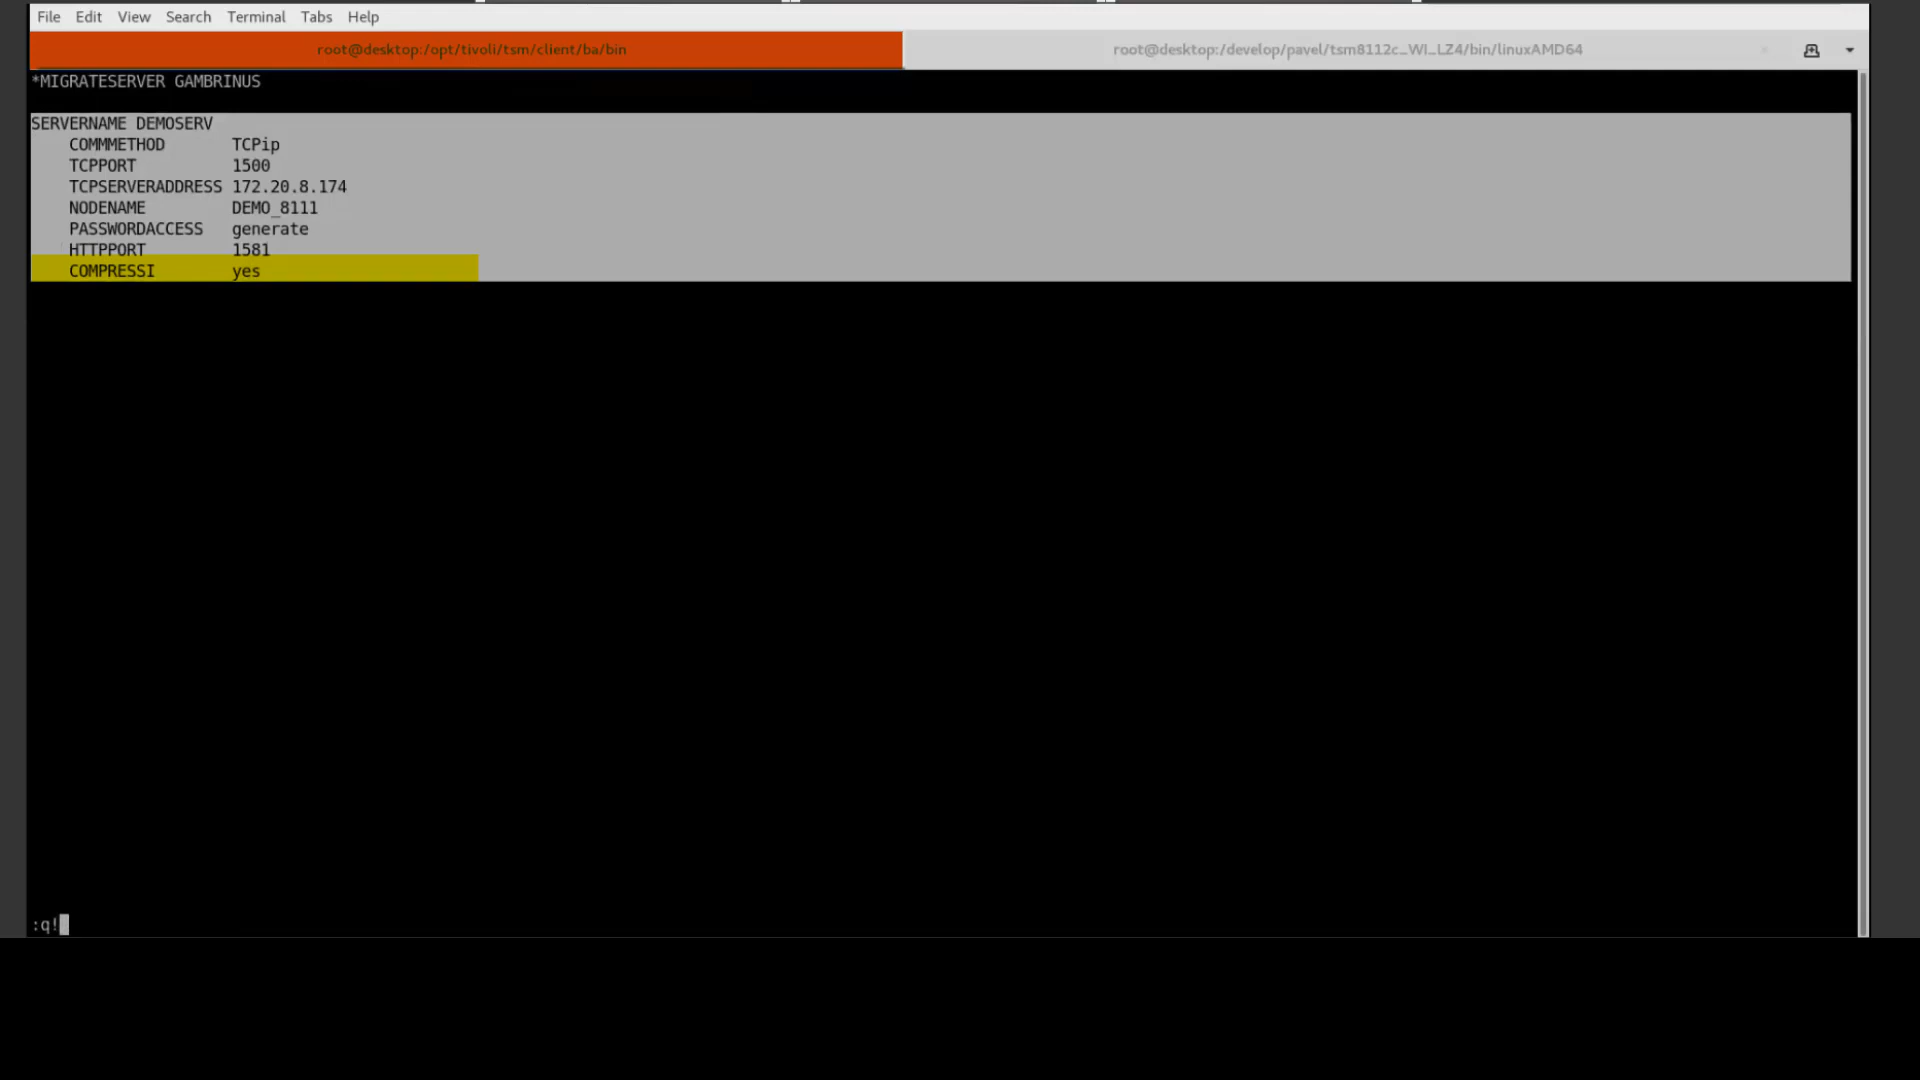 File Edit View Search Terminal Tabs Help
root@desktop:/opt/tivoli/tsm/client/ba/bin root@desktop:/develop/pavel/tsm8112c_WI_LZ4/bin/linuxAMD64
*MIGRATESERVER GAMBRINUS
SERVERNAME DEMOSERV
COMMMETHOD TCPip
TCPPORT 1500
TCPSERVERADDRESS 172.20.8.174
NODENAME DEMO_8111
PASSWORDACCESS generate
HTTPPORT 1581
COMPRESSI yes
:q!